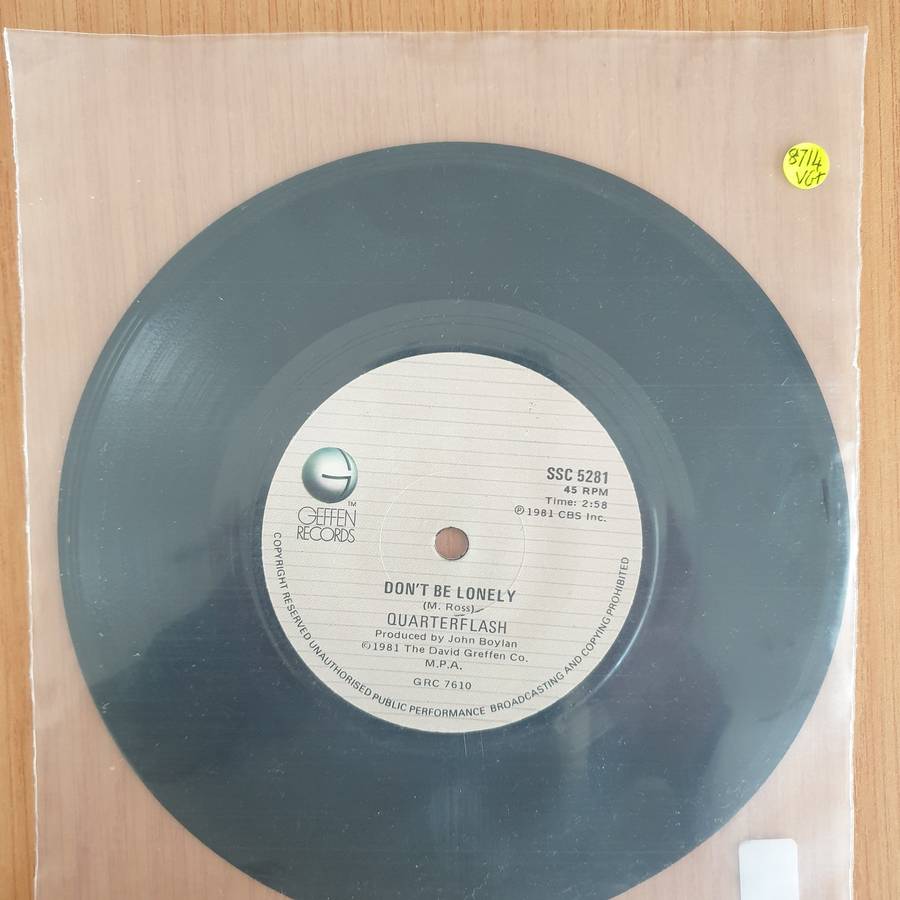 8714
VG+
G
TM
GEFFEN
RECORDS
SSC 5281
45 RPM
Time: 2:58
℗ 1981 CBS Inc.
DON'T BE LONELY
(M. Ross)
QUARTERFLASH
Produced by John Boylan
© 1981 The David Greffen Co.
M.P.A.
GRC 7610
COPYRIGHT RESERVED UNAUTHORISED PUBLIC PERFORMANCE BROADCASTING AND COPYING PROHIBITED